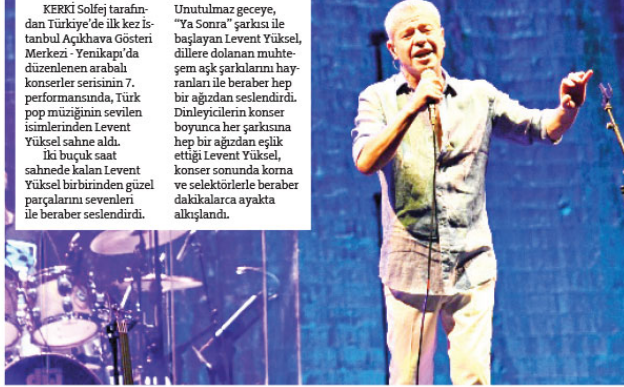 KERKİ Solfej tarafın-
dan Türkiye'de ilk kez İs-
tanbul Açıkhava Gösteri
Merkezi - Yenikapı'da
düzenlenen arabalı
konserler serisinin 7.
performansında, Türk
pop müziğinin sevilen
isimlerinden Levent
Yüksel sahne aldı.
İki buçuk saat
sahnede kalan Levent
Yüksel birbirinden güzel
parçalarını sevenleri
ile beraber seslendirdi.
Unutulmaz geceye,
“Ya Sonra” şarkısı ile
başlayan Levent Yüksel,
dillere dolanan muhte-
şem aşk şarkılarını hay-
ranları ile beraber hep
bir ağızdan seslendirdi.
Dinleyicilerin konser
boyunca her şarkısına
hep bir ağızdan eşlik
ettiği Levent Yüksel,
konser sonunda korna
ve selektörlerle beraber
dakikalarca ayakta
alkışlandı.